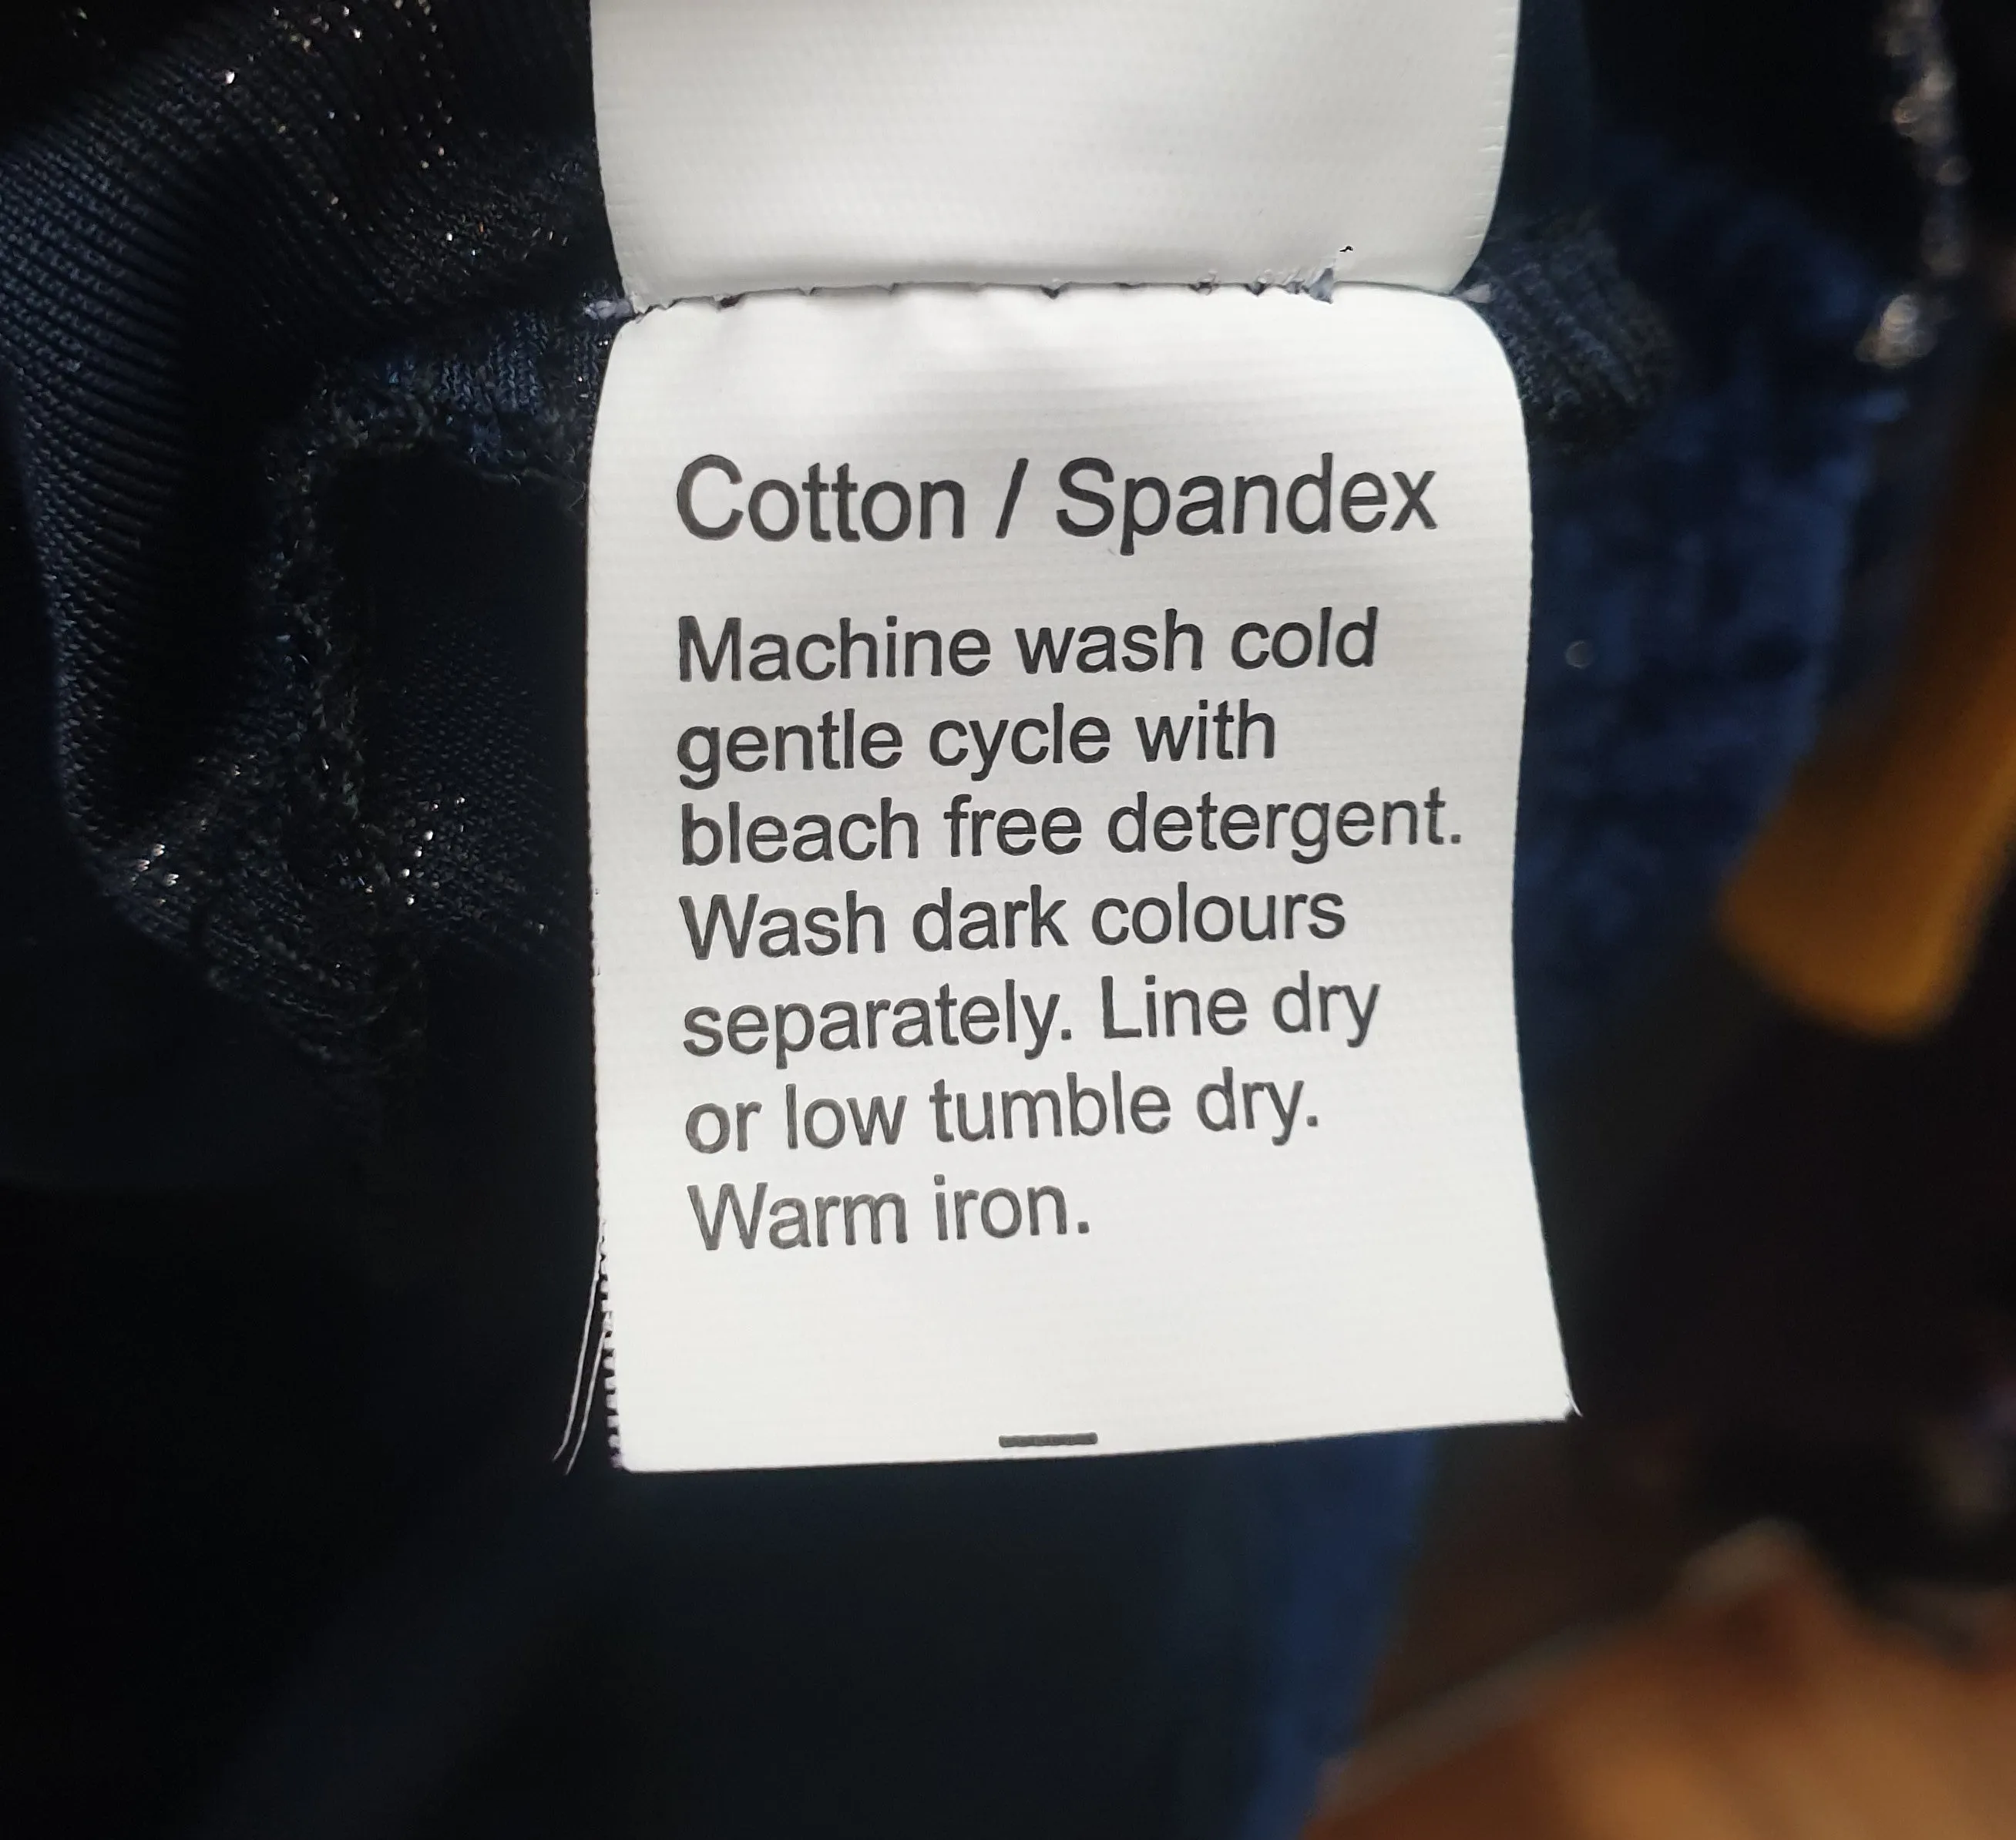 Cotton / Spandex
Machine wash cold
gentle cycle with
bleach free detergent.
Wash dark colours
separately. Line dry
or low tumble dry.
Warm iron.